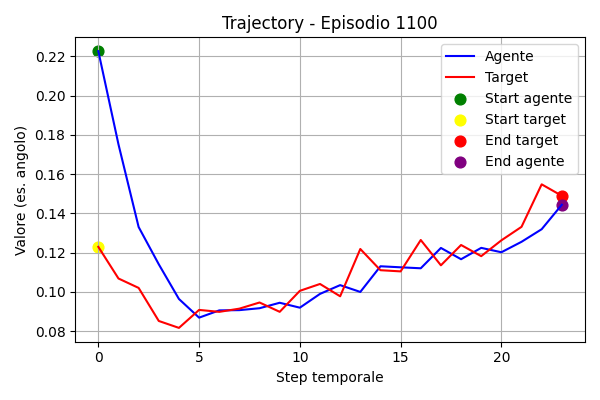 Trajectory - Episodio 1100
Valore (es. angolo)
0.22
0.20
0.18
0.16
0.14
0.12
0.10
0.08
Agente
Target
Start agente
Start target
End target
End agente
0 5 10 15 20
Step temporale